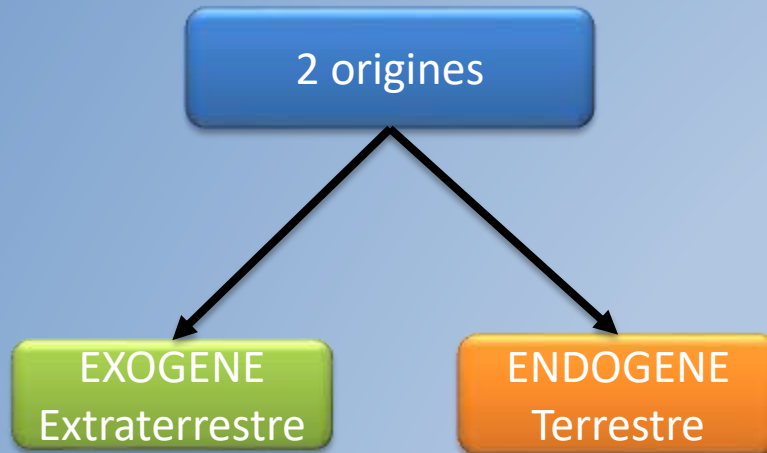 2 origines
EXOGENE
Extraterrestre
ENDOGENE
Terrestre